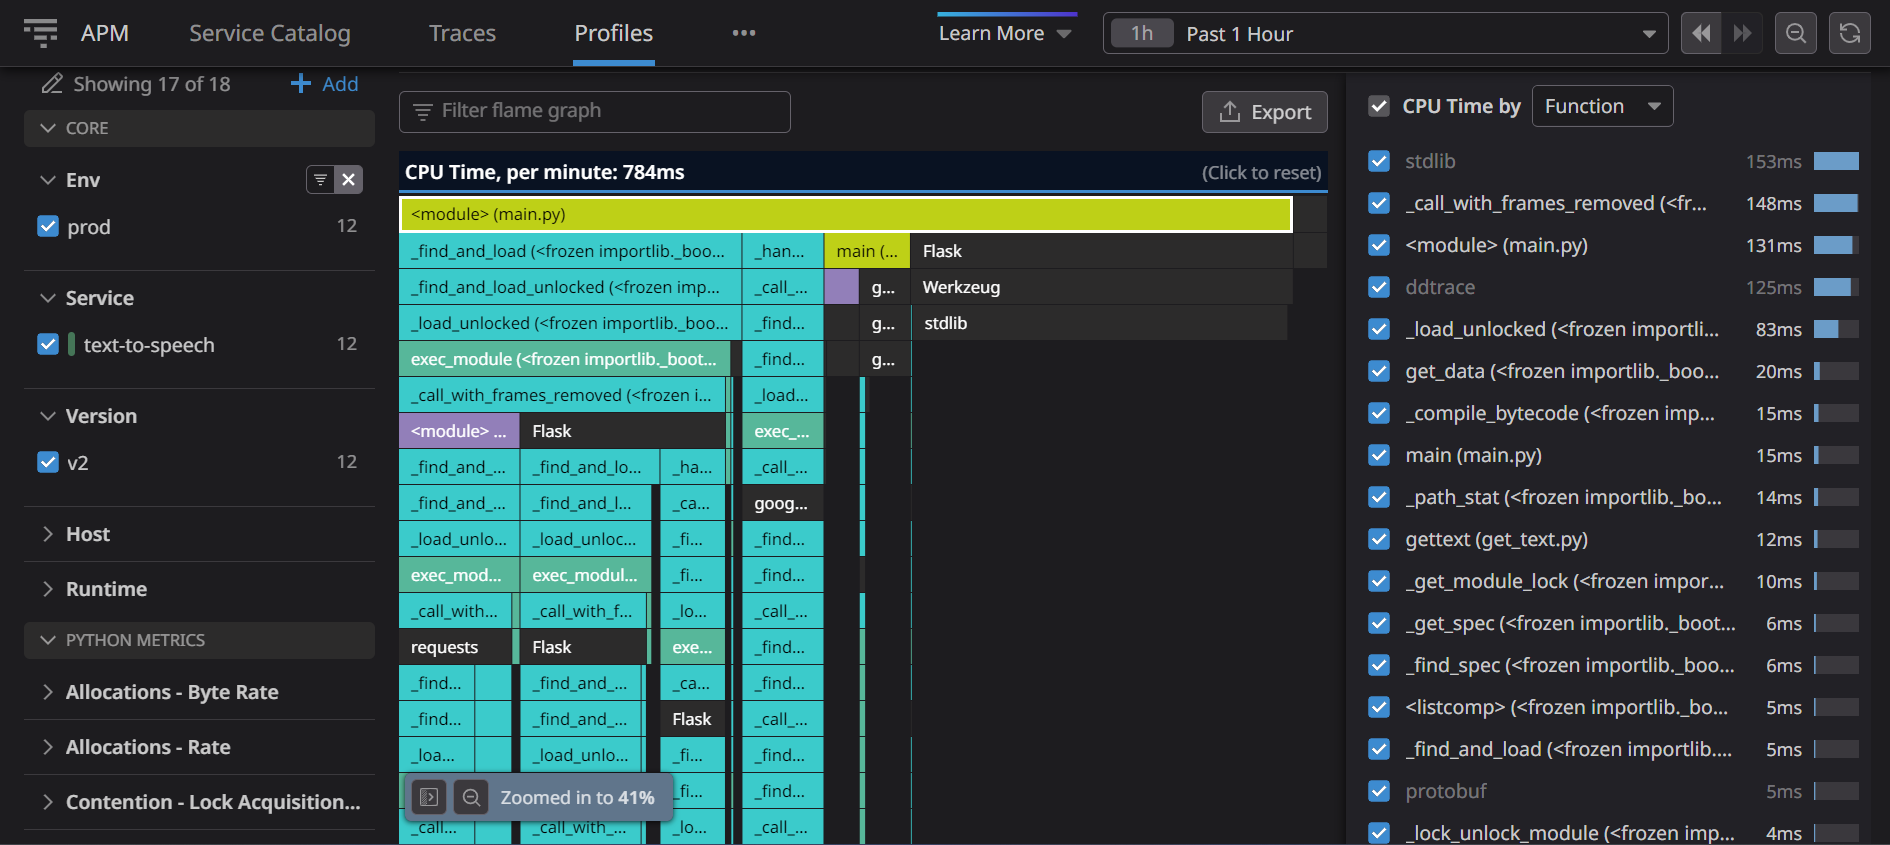 APM Service Catalog Traces Profiles ••• Learn More 1h Past 1 Hour
Showing 17 of 18 Add
CORE
Env
prod 12
Service
text-to-speech 12
Version
v2 12
Host
Runtime
PYTHON METRICS
Allocations - Byte Rate
Allocations - Rate
Contention - Lock Acquisition...
Filter flame graph Export
CPU Time, per minute: 784ms (Click to reset)
<module> (main.py)
_find_and_load (<frozen importlib._boo... _han... main (... Flask
_find_and_load_unlocked (<frozen imp... _call_... g... Werkzeug
_load_unlocked (<frozen importlib._boo... _find... g... stdlib
exec_module (<frozen importlib._boot... _find... g...
_call_with_frames_removed (<frozen i... _load...
<module> ... Flask exec_...
_find_and_... _find_and_lo... _ha... _call_...
_find_and_... _find_and_l... _ca... goog...
_load_unlo... _load_unloc... _fi... _find...
exec_mod... exec_modul... _fi... _find...
_call_with... _call_with_f... _lo... _call_...
requests Flask exe... _find...
_find... _find_and_... _ca... _find...
_find... _find_and_... Flask _call_...
_loa... _load_unlo... _fi... _find...
Zoomed in to 41% _fi... _find...
_call... _call_with_... _lo... _call_...
CPU Time by Function
stdlib 153ms
_call_with_frames_removed (<fr... 148ms
<module> (main.py) 131ms
ddtrace 125ms
_load_unlocked (<frozen importli... 83ms
get_data (<frozen importlib._boo... 20ms
_compile_bytecode (<frozen imp... 15ms
main (main.py) 15ms
_path_stat (<frozen importlib._bo... 14ms
gettext (get_text.py) 12ms
_get_module_lock (<frozen impor... 10ms
_get_spec (<frozen importlib._boot... 6ms
_find_spec (<frozen importlib._boo... 6ms
<listcomp> (<frozen importlib._bo... 5ms
_find_and_load (<frozen importlib.... 5ms
protobuf 5ms
_lock_unlock_module (<frozen imp... 4ms